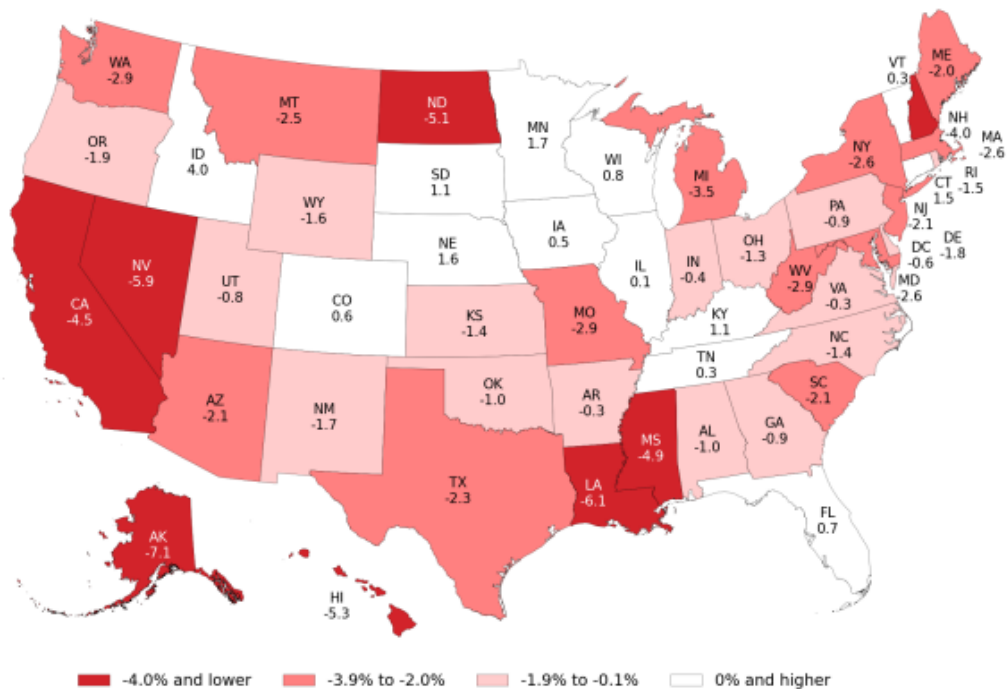 WA
-2.9
OR
-1.9
CA
-4.5
NV
-5.9
ID
4.0
MT
-2.5
WY
-1.6
UT
-0.8
AZ
-2.1
CO
0.6
NM
-1.7
ND
-5.1
SD
1.1
NE
1.6
KS
-1.4
OK
-1.0
TX
-2.3
MN
1.7
IA
0.5
MO
-2.9
AR
-0.3
LA
-6.1
WI
0.8
IL
0.1
MI
-3.5
IN
-0.4
OH
-1.3
KY
1.1
TN
0.3
MS
-4.9
AL
-1.0
GA
-0.9
FL
0.7
SC
-2.1
NC
-1.4
VA
-0.3
WV
-2.9
PA
-0.9
NY
-2.6
VT
0.3
ME
-2.0
NH
-4.0
MA
-2.6
RI
-1.5
CT
1.5
NJ
-2.1
DE
-1.8
DC
-0.6
MD
-2.6
AK
-7.1
HI
-5.3
-4.0% and lower
-3.9% to -2.0%
-1.9% to -0.1%
0% and higher